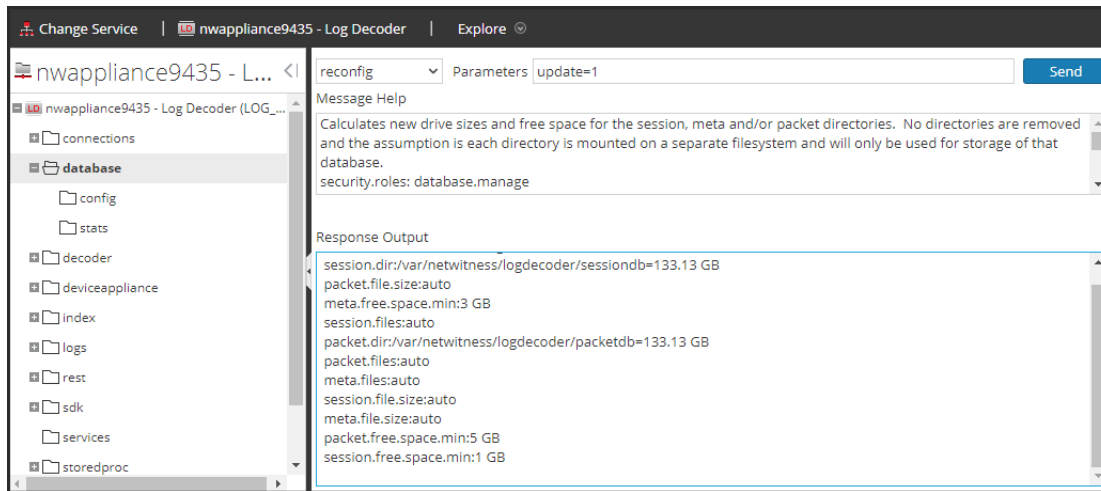 Change Service | LD nwappliance9435 - Log Decoder | Explore
nwappliance9435 - L...
LD nwappliance9435 - Log Decoder (LOG_...
connections
database
config
stats
decoder
deviceappliance
index
logs
rest
sdk
services
storedproc
reconfig Parameters update=1 Send
Message Help
Calculates new drive sizes and free space for the session, meta and/or packet directories. No directories are removed
and the assumption is each directory is mounted on a separate filesystem and will only be used for storage of that
database.
security.roles: database.manage
Response Output
session.dir:/var/netwitness/logdecoder/sessiondb=133.13 GB
packet.file.size:auto
meta.free.space.min:3 GB
session.files:auto
packet.dir:/var/netwitness/logdecoder/packetdb=133.13 GB
packet.files:auto
meta.files:auto
session.file.size:auto
meta.file.size:auto
packet.free.space.min:5 GB
session.free.space.min:1 GB